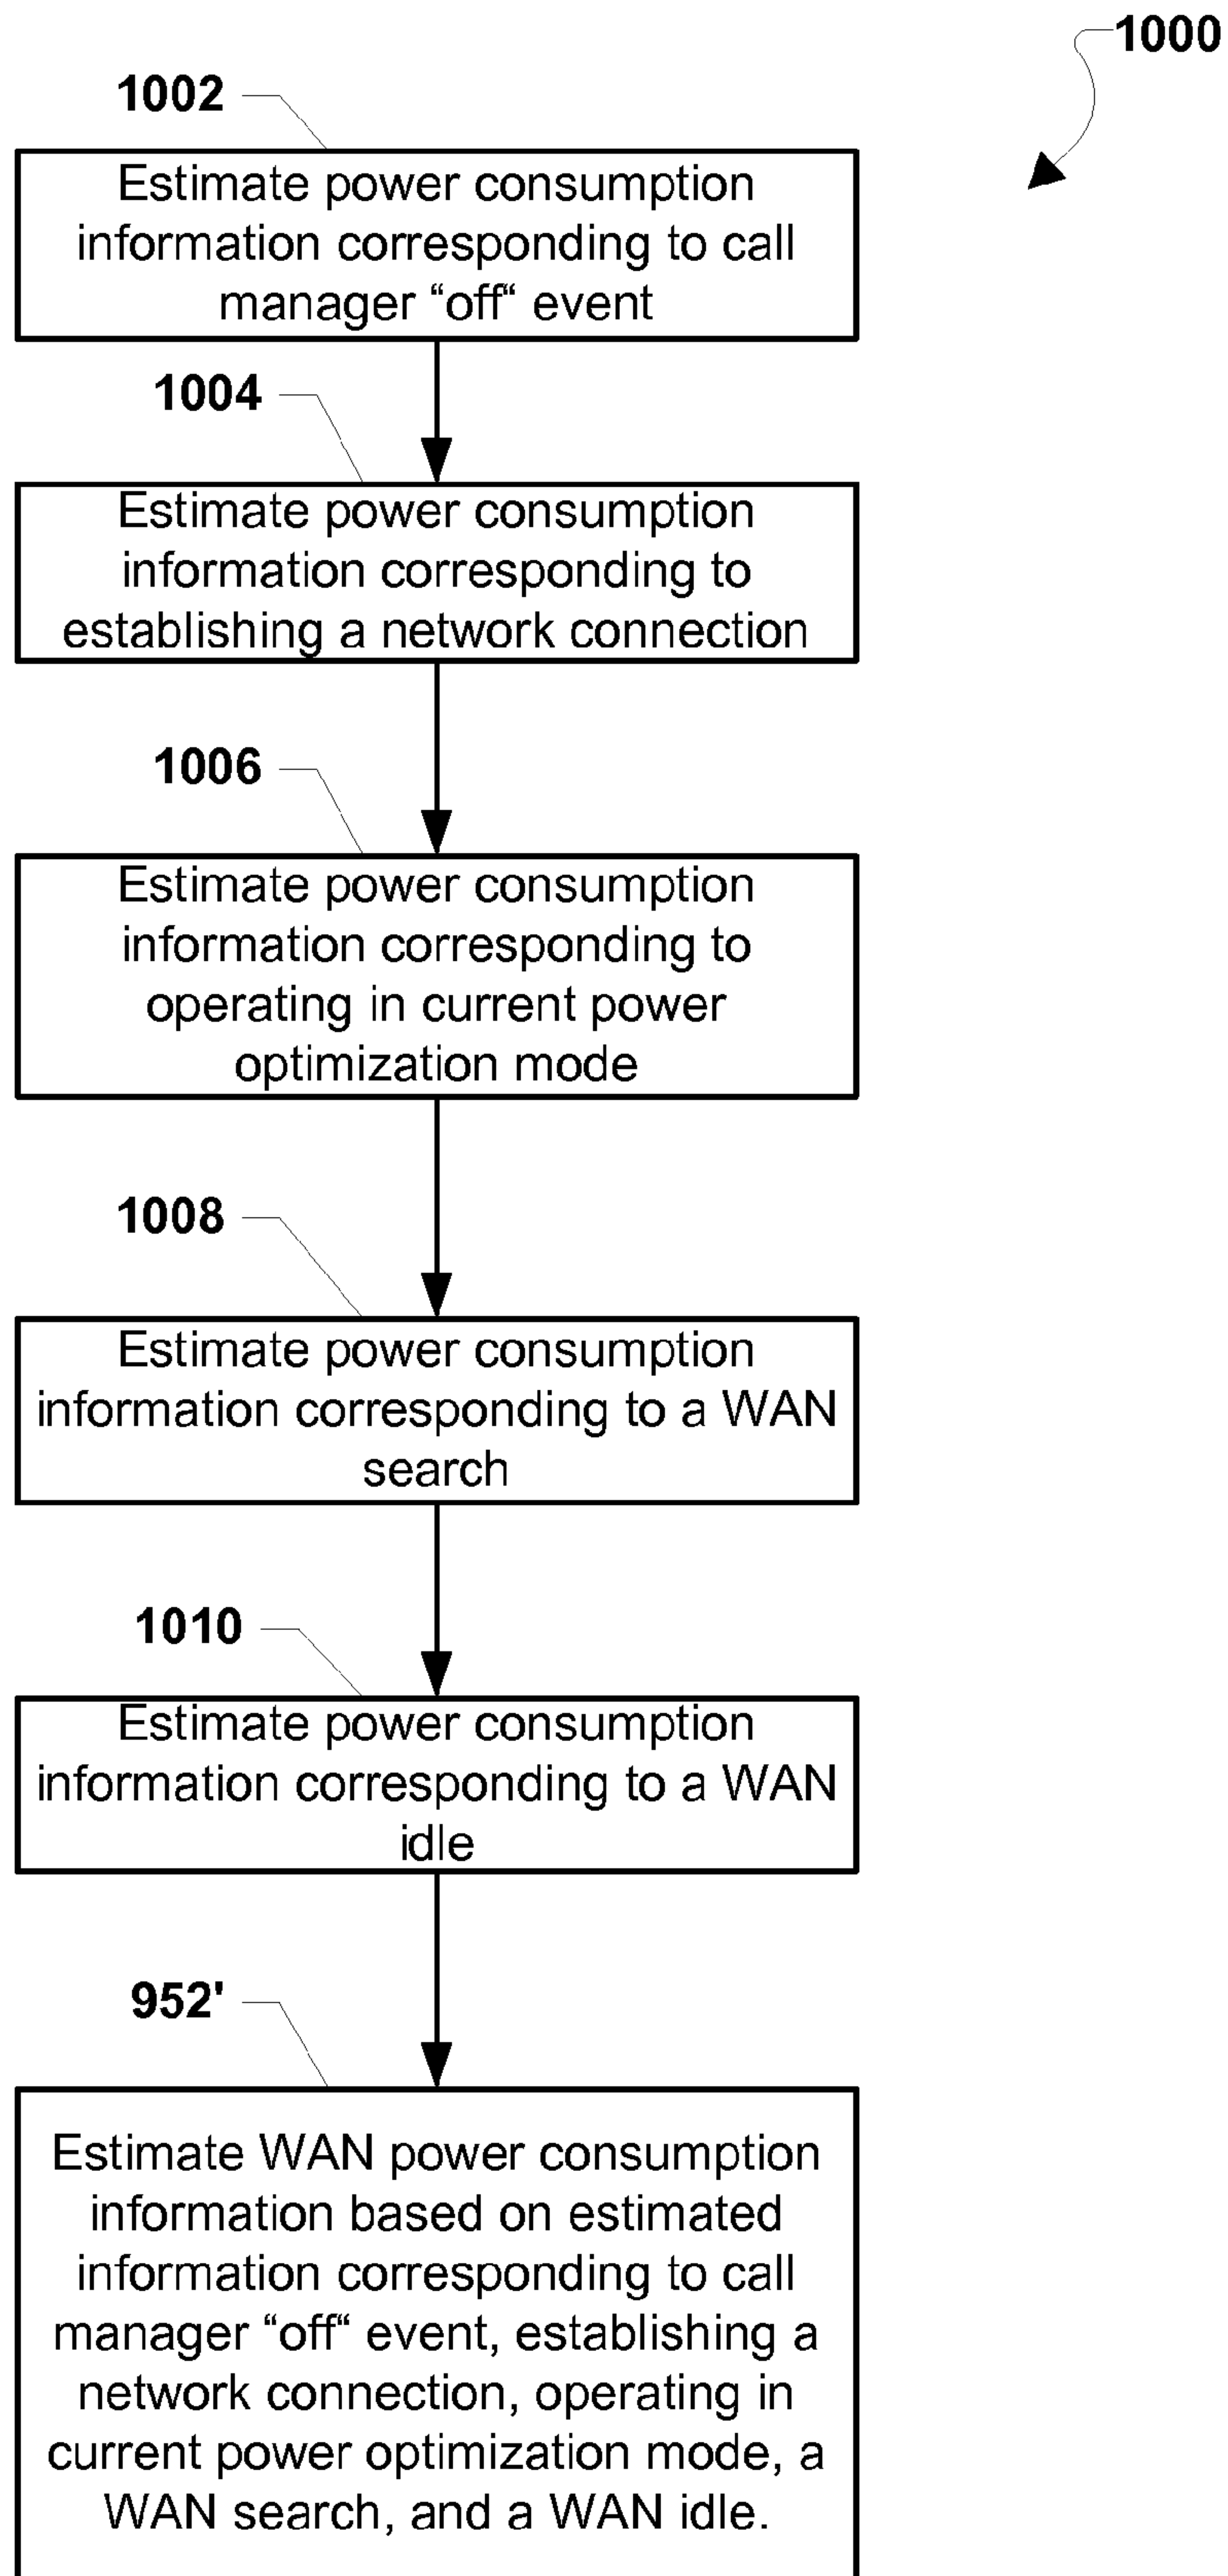 1000
1002
Estimate power consumption
information corresponding to call
manager “off“ event
1004
Estimate power consumption
information corresponding to
establishing a network connection
1006
Estimate power consumption
information corresponding to
operating in current power
optimization mode
1008
Estimate power consumption
information corresponding to a WAN
search
1010
Estimate power consumption
information corresponding to a WAN
idle
952'
Estimate WAN power consumption
information based on estimated
information corresponding to call
manager “off“ event, establishing a
network connection, operating in
current power optimization mode, a
WAN search, and a WAN idle.